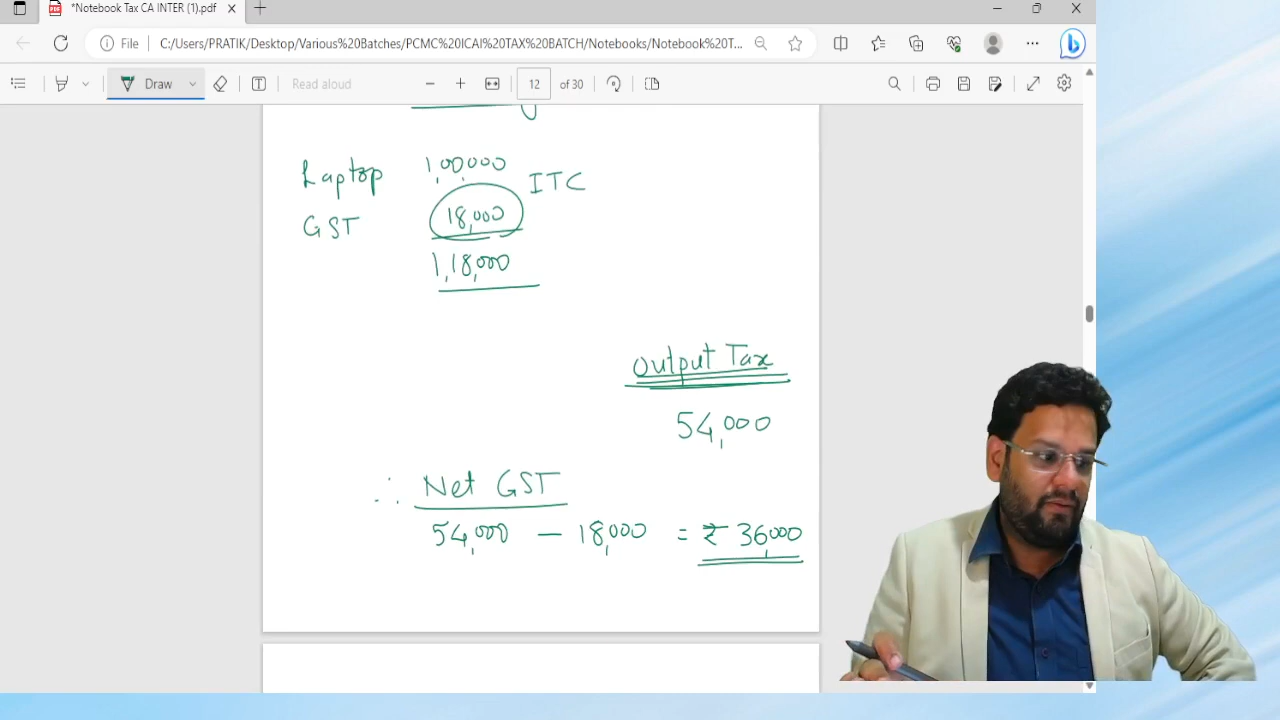 *Notebook Tax CA INTER (1).pdf
File C:/Users/PRATIK/Desktop/Various%20Batches/PCMC%20ICAI%20TAX%20BATCH/Notebooks/Notebook%20T...
Draw Read aloud 12 of 30
Laptop 1,00,000
ITC
GST 18,000
1,18,000
Output Tax
54,000
∴ Net GST
54,000 — 18,000 = ₹ 36,000